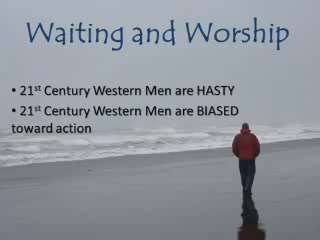 Waiting and Worship
• 21st Century Western Men are HASTY
• 21st Century Western Men are BIASED
toward action